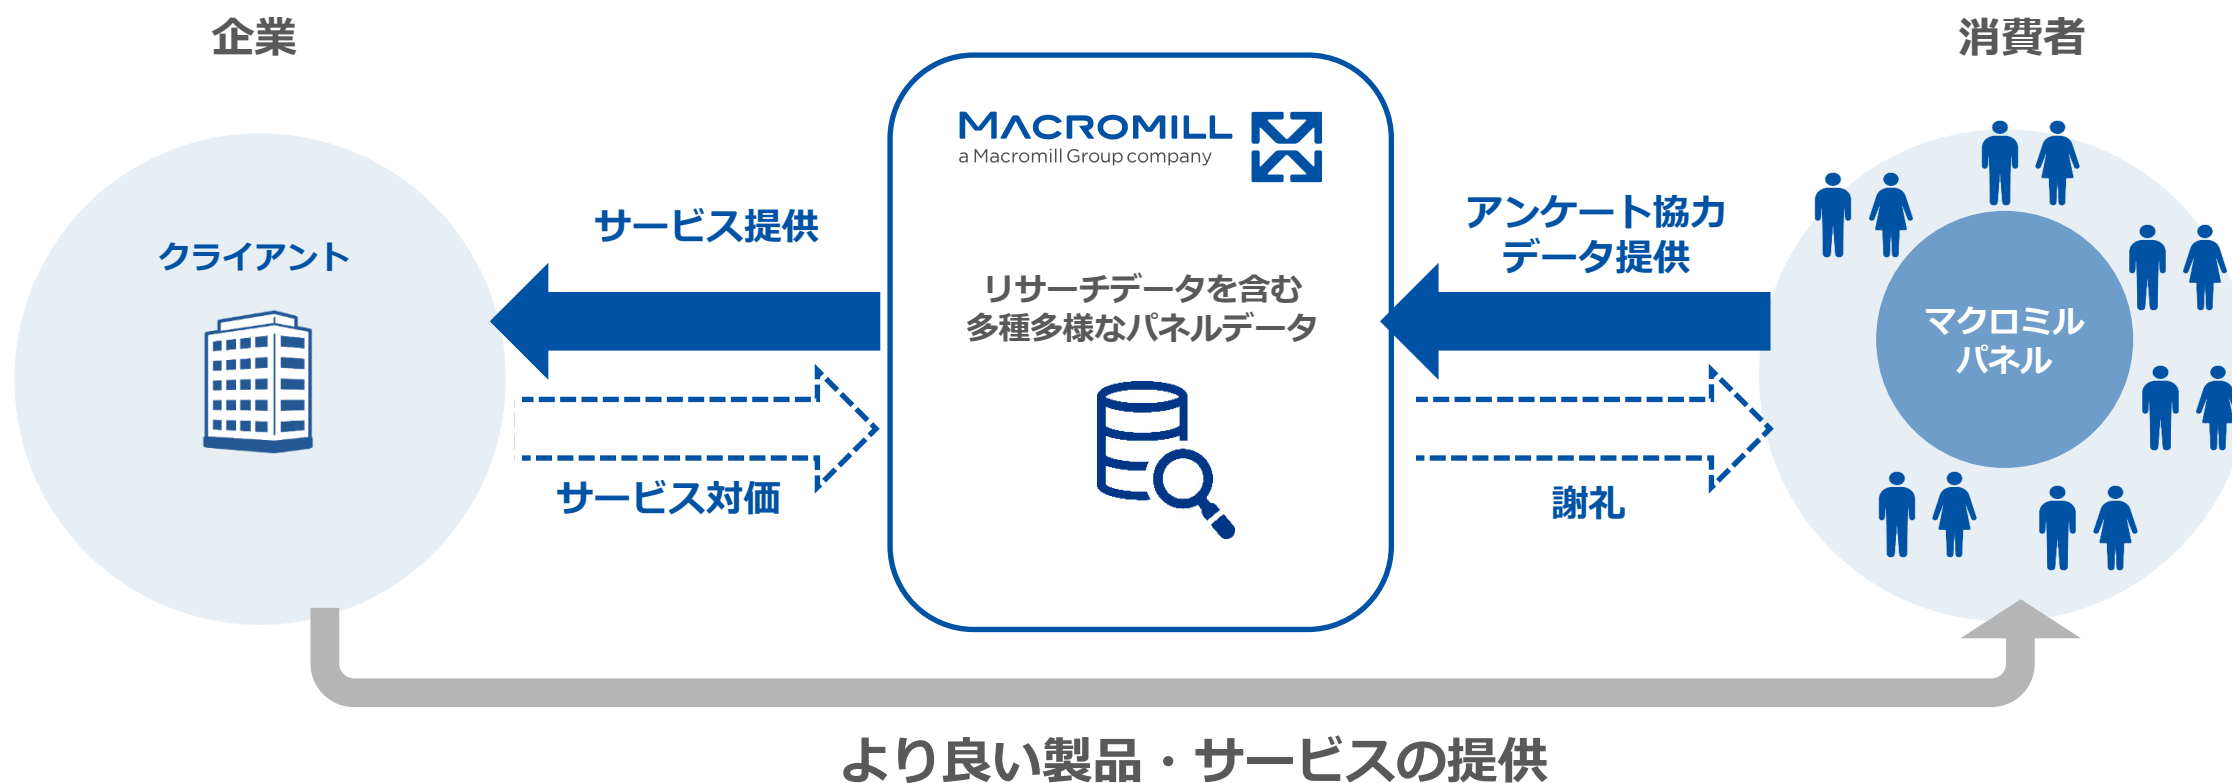 企業
消費者
MACROMILL
a Macromill Group company
サービス提供
アンケート協力
データ提供
クライアント
リサーチデータを含む
多種多様なパネルデータ
マクロミル
パネル
サービス対価
謝礼
より良い製品・サービスの提供